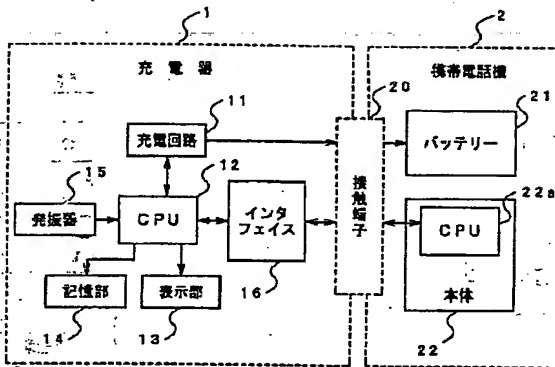 1
2
充電器
携帯電話機
20
11
21
充電回路
バッテリー
15
12
接触端子
22a
発振器
CPU
インタ
フェイス
CPU
記憶部
表示部
本体
14
13
16
22